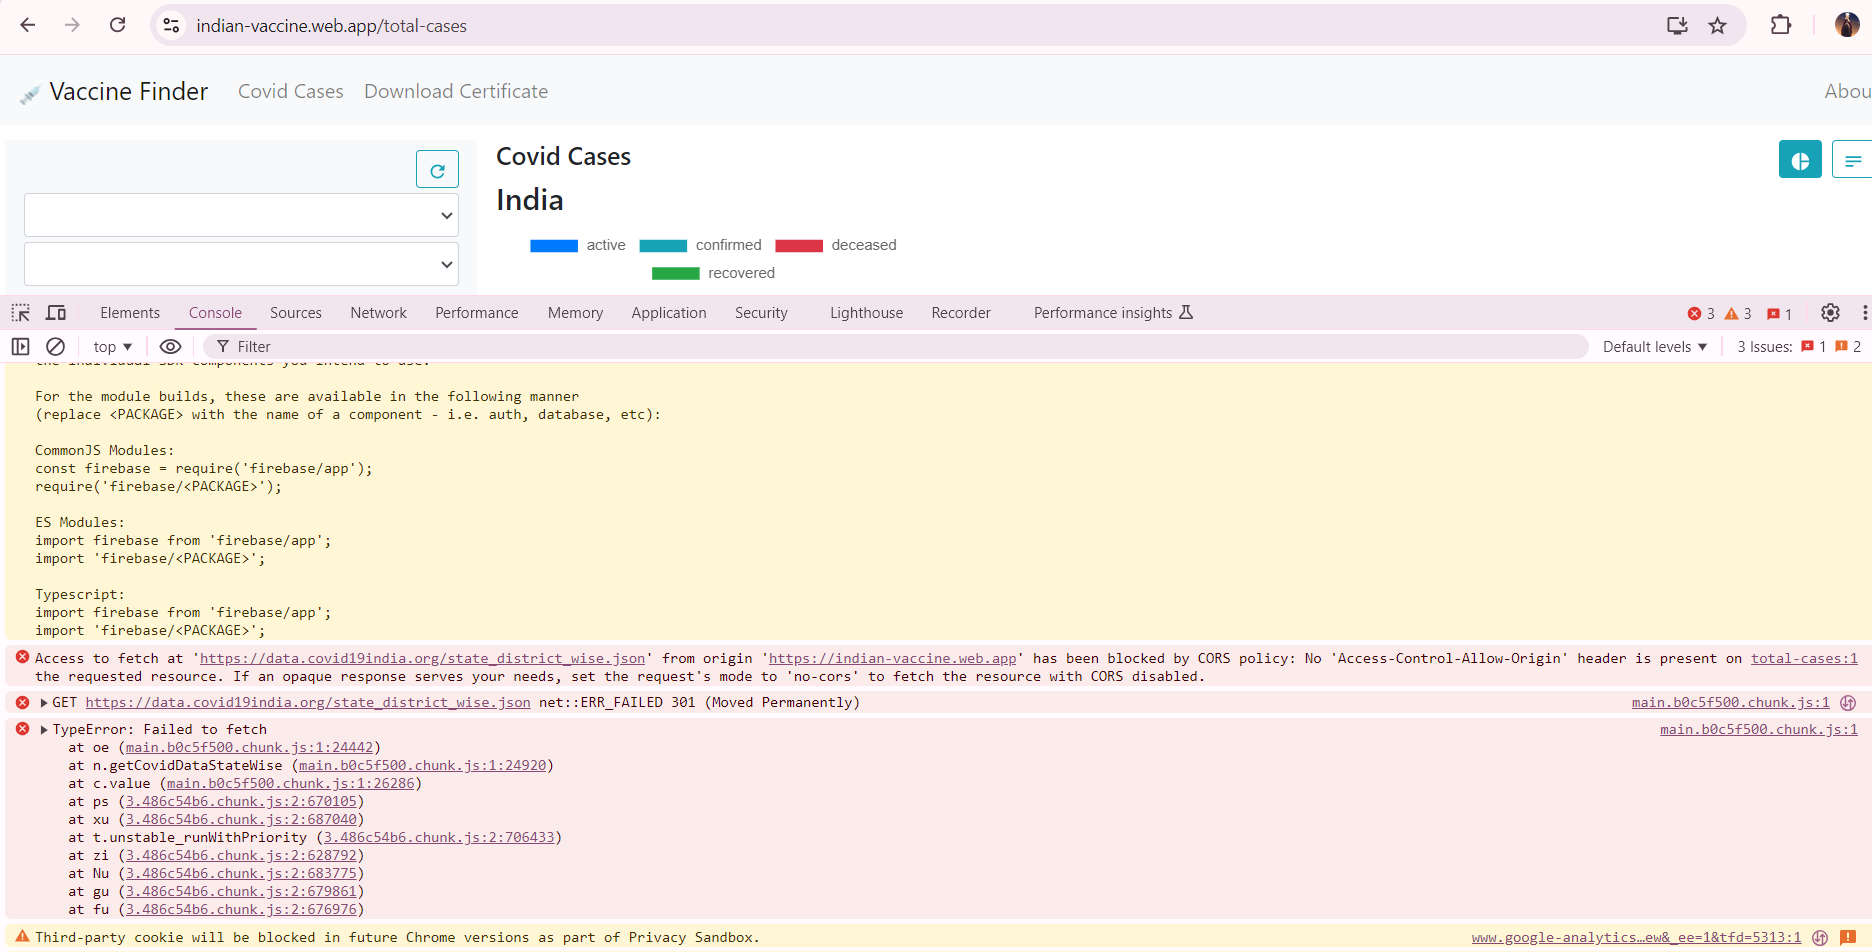 indian-vaccine.web.app/total-cases
Vaccine Finder Covid Cases Download Certificate Abou
Covid Cases
India
active confirmed deceased
recovered
Elements Console Sources Network Performance Memory Application Security Lighthouse Recorder Performance insights 3 3 1
top ▼ Filter Default levels ▼ 3 Issues: 1 2
the individual SDK components you intend to use.
For the module builds, these are available in the following manner
(replace <PACKAGE> with the name of a component - i.e. auth, database, etc):
CommonJS Modules:
const firebase = require('firebase/app');
require('firebase/<PACKAGE>');
ES Modules:
import firebase from 'firebase/app';
import 'firebase/<PACKAGE>';
Typescript:
import firebase from 'firebase/app';
import 'firebase/<PACKAGE>';
Access to fetch at 'https://data.covid19india.org/state_district_wise.json' from origin 'https://indian-vaccine.web.app' has been blocked by CORS policy: No 'Access-Control-Allow-Origin' header is present on total-cases:1
the requested resource. If an opaque response serves your needs, set the request's mode to 'no-cors' to fetch the resource with CORS disabled.
GET https://data.covid19india.org/state_district_wise.json net::ERR_FAILED 301 (Moved Permanently) main.b0c5f500.chunk.js:1
TypeError: Failed to fetch main.b0c5f500.chunk.js:1
at oe (main.b0c5f500.chunk.js:1:24442)
at n.getCovidDataStateWise (main.b0c5f500.chunk.js:1:24920)
at c.value (main.b0c5f500.chunk.js:1:26286)
at ps (3.486c54b6.chunk.js:2:670105)
at xu (3.486c54b6.chunk.js:2:687040)
at t.unstable_runWithPriority (3.486c54b6.chunk.js:2:706433)
at zi (3.486c54b6.chunk.js:2:628792)
at Nu (3.486c54b6.chunk.js:2:683775)
at gu (3.486c54b6.chunk.js:2:679861)
at fu (3.486c54b6.chunk.js:2:676976)
Third-party cookie will be blocked in future Chrome versions as part of Privacy Sandbox. www.google-analytics…ew&_ee=1&tfd=5313:1